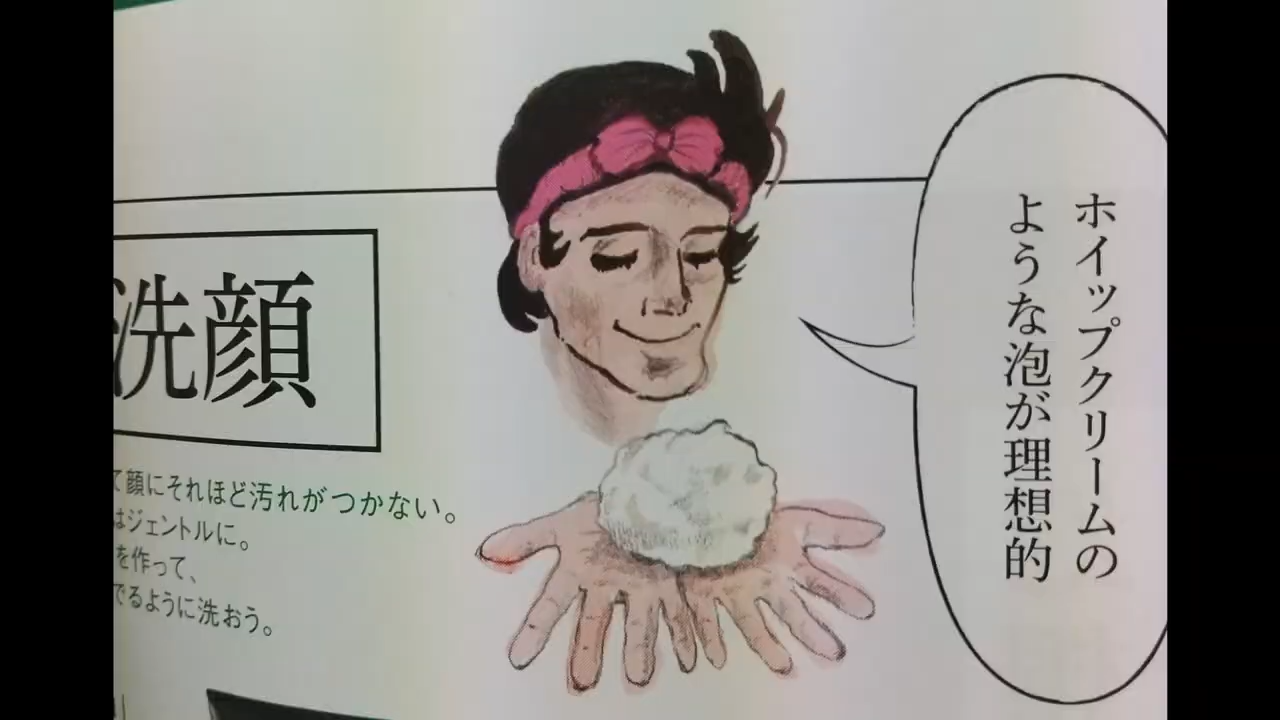 ホイップクリームの
ような泡が理想的
洗顔
て顔にそれほど汚れがつかない。
はジェントルに。
を作って、
でるように洗おう。